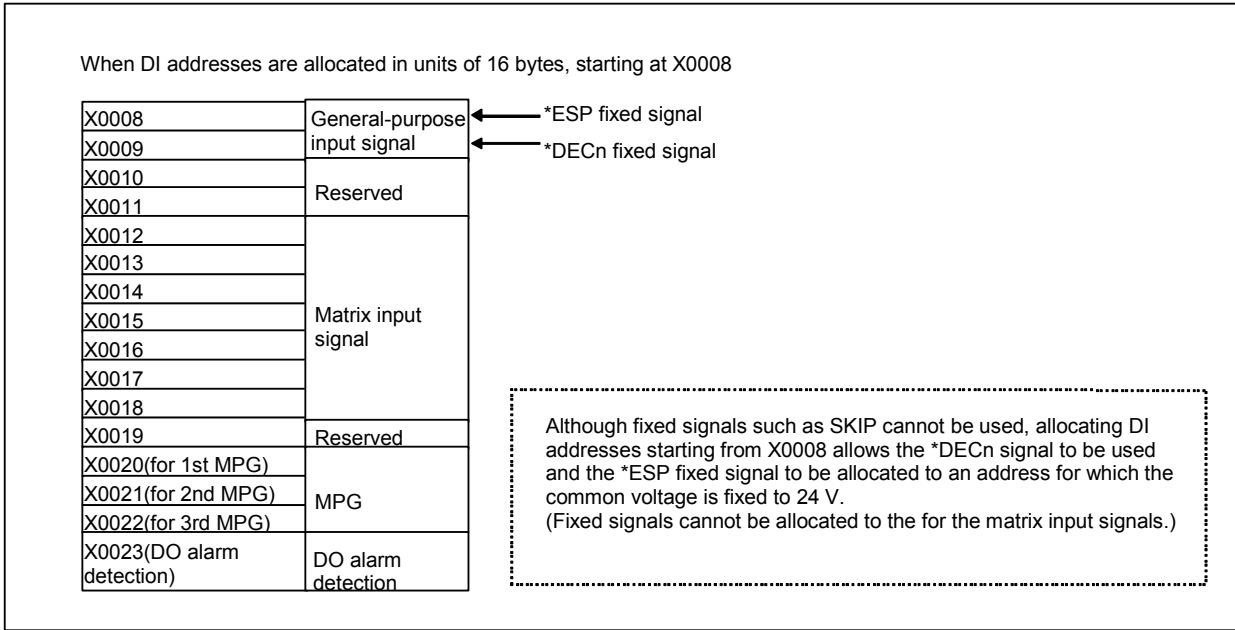 When DI addresses are allocated in units of 16 bytes, starting at X0008
X0008
General-purpose
*ESP fixed signal
X0009
input signal
*DECn fixed signal
X0010
Reserved
X0011
X0012
X0013
X0014
X0015
Matrix input
signal
X0016
X0017
X0018
X0019
Reserved
X0020(for 1st MPG)
X0021(for 2nd MPG)
MPG
X0022(for 3rd MPG)
X0023(DO alarm
detection)
DO alarm
detection
Although fixed signals such as SKIP cannot be used, allocating DI
addresses starting from X0008 allows the *DECn signal to be used
and the *ESP fixed signal to be allocated to an address for which the
common voltage is fixed to 24 V.
(Fixed signals cannot be allocated to the for the matrix input signals.)